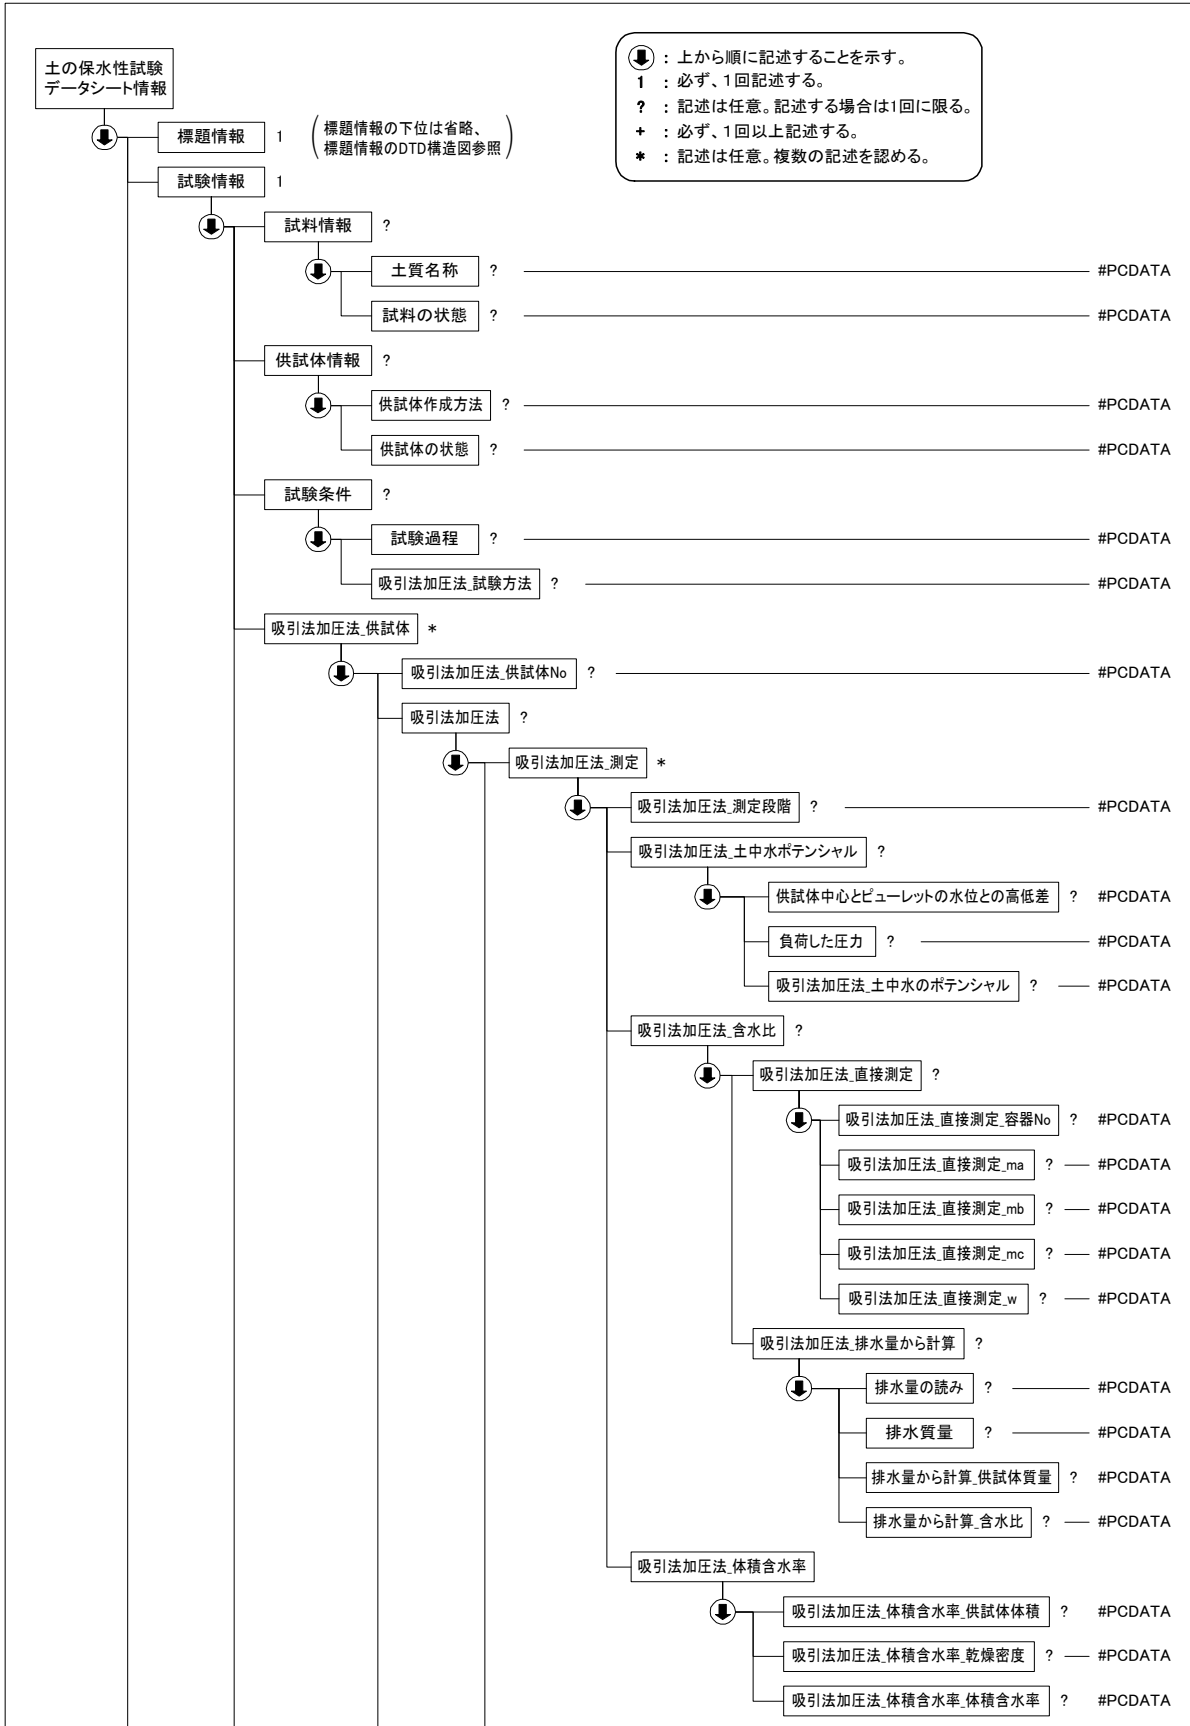 土の保水性試験
データシート情報
: 上から順に記述することを示す。
1 : 必ず、1回記述する。
? : 記述は任意。記述する場合は1回に限る。
+ : 必ず、1回以上記述する。
* : 記述は任意。複数の記述を認める。
標題情報 1
(標題情報の下位は省略、
標題情報のDTD構造図参照)
試験情報 1
試料情報 ?
土質名称 ? #PCDATA
試料の状態 ? #PCDATA
供試体情報 ?
供試体作成方法 ? #PCDATA
供試体の状態 ? #PCDATA
試験条件 ?
試験過程 ? #PCDATA
吸引法加圧法_試験方法 ? #PCDATA
吸引法加圧法_供試体 *
吸引法加圧法_供試体No ? #PCDATA
吸引法加圧法 ?
吸引法加圧法_測定 *
吸引法加圧法_測定段階 ? #PCDATA
吸引法加圧法_土中水ポテンシャル ?
供試体中心とビューレットの水位との高低差 ? #PCDATA
負荷した圧力 ? #PCDATA
吸引法加圧法_土中水のポテンシャル ? #PCDATA
吸引法加圧法_含水比 ?
吸引法加圧法_直接測定 ?
吸引法加圧法_直接測定_容器No ? #PCDATA
吸引法加圧法_直接測定_ma ? #PCDATA
吸引法加圧法_直接測定_mb ? #PCDATA
吸引法加圧法_直接測定_mc ? #PCDATA
吸引法加圧法_直接測定_w ? #PCDATA
吸引法加圧法_排水量から計算 ?
排水量の読み ? #PCDATA
排水質量 ? #PCDATA
排水量から計算_供試体質量 ? #PCDATA
排水量から計算_含水比 ? #PCDATA
吸引法加圧法_体積含水率
吸引法加圧法_体積含水率_供試体体積 ? #PCDATA
吸引法加圧法_体積含水率_乾燥密度 ? #PCDATA
吸引法加圧法_体積含水率_体積含水率 ? #PCDATA